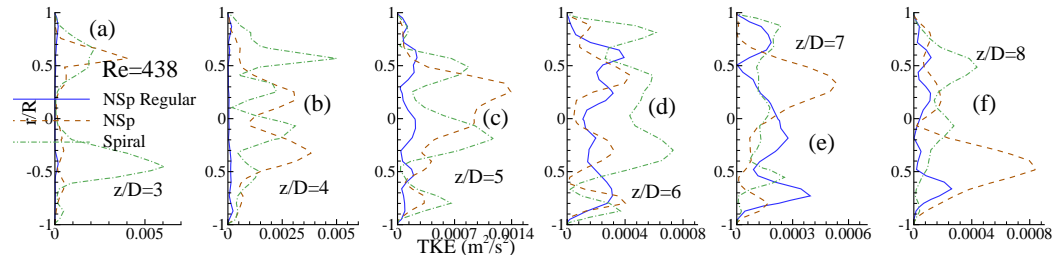 1 1 1 1 1 1
(a) z/D=7
0.5 0.5 0.5 0.5 0.5 0.5
Re=438 z/D=8
r/R
NSp Regular
NSp
Spiral
(b) (c) (d) (e) (f)
0 0 0 0 0
-0.5 -0.5 -0.5 -0.5 -0.5 -0.5
z/D=3 z/D=4 z/D=5 z/D=6
-1 -1 -1 -1 -1 -1
0 0.005 0 0.0025 0.005 0 0.0007 0.0014 0 0.0004 0.0008 0 0.0003 0.0006 0 0.0004 0.0008
TKE (m²/s²)